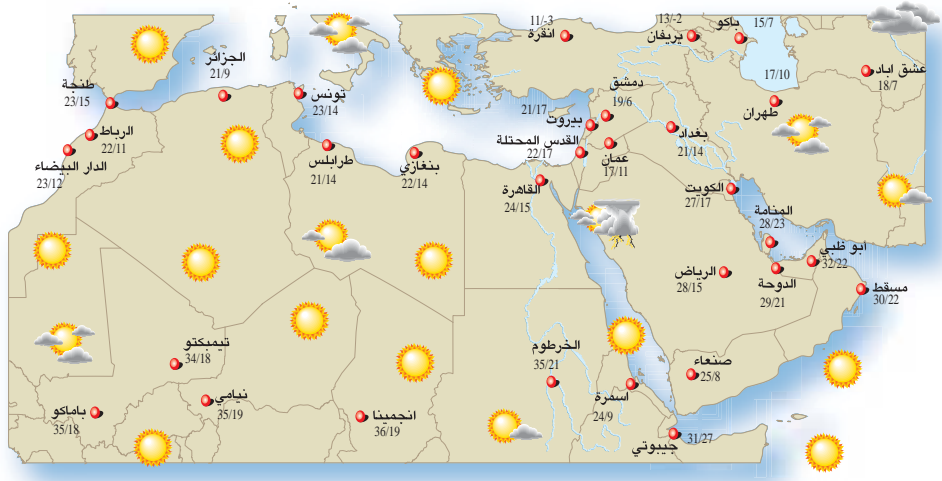 11/-3
انقرة
13/-2
يريفان
باكو
15/7
17/10
عشق اباد
18/7
طهران
الجزائر
21/9
طنجة
23/15
الرباط
22/11
الدار البيضاء
23/12
تونس
23/14
طرابلس
21/14
بنغازي
22/14
دمشق
19/6
21/17
بيروت
القدس المحتلة
22/17
عمان
17/11
بغداد
21/14
القاهرة
24/15
الكويت
27/17
المنامة
28/23
أبو ظبي
32/22
الدوحة
29/21
مسقط
30/22
الرياض
28/15
صنعاء
25/8
الخرطوم
35/21
اسمرة
24/9
جيبوتي
31/27
تيمبكتو
34/18
نيامي
35/19
باماكو
35/18
انجمينا
36/19